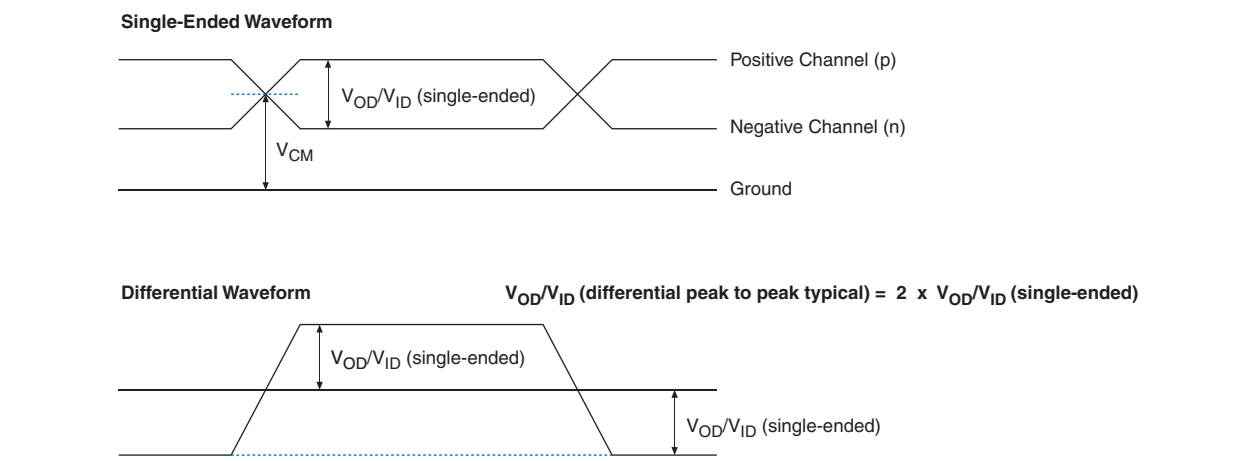 Single-Ended Waveform
Positive Channel (p)
VOD/VID (single-ended)
Negative Channel (n)
VCM
Ground
Differential Waveform
VOD/VID (differential peak to peak typical) = 2 x VOD/VID (single-ended)
VOD/VID (single-ended)
VOD/VID (single-ended)